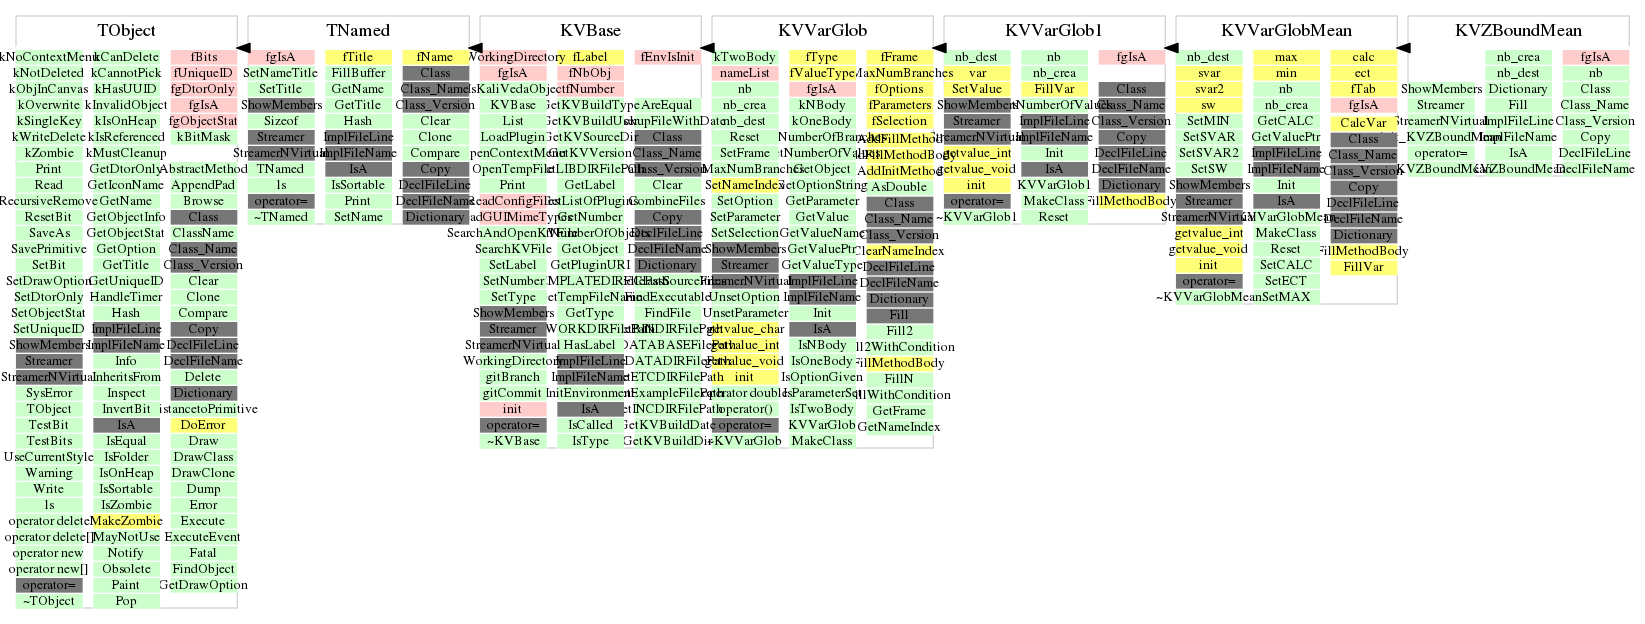 TObject
kNoContextMenu
kNotDeleted
kObjInCanvas
kOverwrite
kSingleKey
kWriteDelete
kZombie
Print
Read
RecursiveRemove
ResetBit
SaveAs
SavePrimitive
SetBit
SetDrawOption
SetDtorOnly
SetObjectStat
SetUniqueID
ShowMembers
Streamer
StreamerNVirtual
SysError
TObject
TestBit
TestBits
UseCurrentStyle
Warning
Write
ls
operator delete
operator delete[]
operator new
operator new[]
operator=
~TObject
kCanDelete
kCannotPick
kHasUUID
kInvalidObject
kIsOnHeap
kIsReferenced
kMustCleanup
GetDtorOnly
GetIconName
GetName
GetObjectInfo
GetObjectStat
GetOption
GetTitle
GetUniqueID
HandleTimer
Hash
ImplFileLine
ImplFileName
Info
InheritsFrom
Inspect
InvertBit
IsA
IsEqual
IsFolder
IsOnHeap
IsSortable
IsZombie
MakeZombie
MayNotUse
Notify
Obsolete
Paint
Pop
fBits
fUniqueID
fgDtorOnly
fgIsA
fgObjectStat
kBitMask
AbstractMethod
AppendPad
Browse
Class
ClassName
Class_Name
Class_Version
Clear
Clone
Compare
Copy
DeclFileLine
DeclFileName
Delete
Dictionary
DistancetoPrimitive
DoError
Draw
DrawClass
DrawClone
Dump
Error
Execute
ExecuteEvent
Fatal
FindObject
GetDrawOption
TNamed
fgIsA
SetNameTitle
SetTitle
ShowMembers
Sizeof
Streamer
StreamerNVirtual
TNamed
ls
operator=
~TNamed
fTitle
FillBuffer
GetName
GetTitle
Hash
ImplFileLine
ImplFileName
IsA
IsSortable
Print
SetName
fName
Class
Class_Name
Class_Version
Clear
Clone
Compare
Copy
DeclFileLine
DeclFileName
Dictionary
KVBase
WorkingDirectory
fgIsA
IsKaliVedaObject
KVBase
List
LoadPlugin
OpenContextMenu
OpenTempFile
Print
ReadConfigFiles
ReadGUIMimeTypes
SearchAndOpenKVFile
SearchKVFile
SetLabel
SetNumber
SetType
ShowMembers
Streamer
StreamerNVirtual
WorkingDirectory
gitBranch
gitCommit
init
operator=
~KVBase
fLabel
fNbObj
fNumber
GetKVBuildType
GetKVBuildUser
GetKVSourceDir
GetKVVersion
GetLIBDIRFilePath
GetLabel
GetListOfPlugins
GetNumber
GetNumberOfObjects
GetObject
GetPluginURI
GetTempFileName
GetType
HasLabel
ImplFileLine
ImplFileName
InitEnvironment
IsA
IsCalled
IsType
fEnvIsInit
AreEqual
BackupFileWithDate
Class
Class_Name
Class_Version
Clear
CombineFiles
Copy
DeclFileLine
DeclFileName
Dictionary
FindExecutable
FindFile
GetDATABASEFilePath
GetDATADIRFilePath
GetETCDIRFilePath
GetExampleFilePath
GetINCDIRFilePath
GetKVBuildDate
GetKVBuildDir
KVVarGlob
kTwoBody
nameList
nb
nb_crea
nb_dest
Reset
SetFrame
SetMaxNumBranches
SetNameIndex
SetOption
SetParameter
SetSelection
ShowMembers
Streamer
StreamerNVirtual
UnsetOption
UnsetParameter
getvalue_char
getvalue_int
getvalue_void
init
operator double
operator()
operator=
~KVVarGlob
fType
fValueType
fgIsA
kNBody
kOneBody
GetNumberOfBranches
GetNumberOfValues
GetObject
GetOptionString
GetParameter
GetValue
GetValueName
GetValuePtr
GetValueType
ImplFileLine
ImplFileName
Init
IsA
IsNBody
IsOneBody
IsOptionGiven
IsParameterSet
IsTwoBody
KVVarGlob
MakeClass
fFrame
fMaxNumBranches
fOptions
fParameters
fSelection
AddFillMethod
AddFillMethodBody
AddInitMethod
AsDouble
Class
Class_Name
Class_Version
ClearNameIndex
DeclFileLine
DeclFileName
Dictionary
Fill
Fill2
Fill2WithCondition
FillMethodBody
FillN
FillWithCondition
GetFrame
GetNameIndex
KVVarGlob1
nb_dest
var
SetValue
ShowMembers
Streamer
StreamerNVirtual
getvalue_int
getvalue_void
init
operator=
~KVVarGlob1
nb
nb_crea
FillVar
GetNumberOfValues
ImplFileLine
ImplFileName
Init
IsA
KVVarGlob1
MakeClass
Reset
fgIsA
Class
Class_Name
Class_Version
Copy
DeclFileLine
DeclFileName
Dictionary
FillMethodBody
KVVarGlobMean
nb_dest
svar
svar2
sw
SetMIN
SetSVAR
SetSVAR2
SetSW
ShowMembers
Streamer
StreamerNVirtual
getvalue_int
getvalue_void
init
operator=
~KVVarGlobMean
max
min
nb
nb_crea
GetCALC
GetValuePtr
ImplFileLine
ImplFileName
Init
IsA
KVVarGlobMean
MakeClass
Reset
SetCALC
SetECT
SetMAX
calc
ect
fTab
fgIsA
CalcVar
Class
Class_Name
Class_Version
Copy
DeclFileLine
DeclFileName
Dictionary
FillMethodBody
FillVar
KVZBoundMean
ShowMembers
Streamer
StreamerNVirtual
init_KVZBoundMean
operator=
~KVZBoundMean
nb_crea
nb_dest
Dictionary
Fill
ImplFileLine
ImplFileName
IsA
KVZBoundMean
fgIsA
nb
Class
Class_Name
Class_Version
Copy
DeclFileLine
DeclFileName